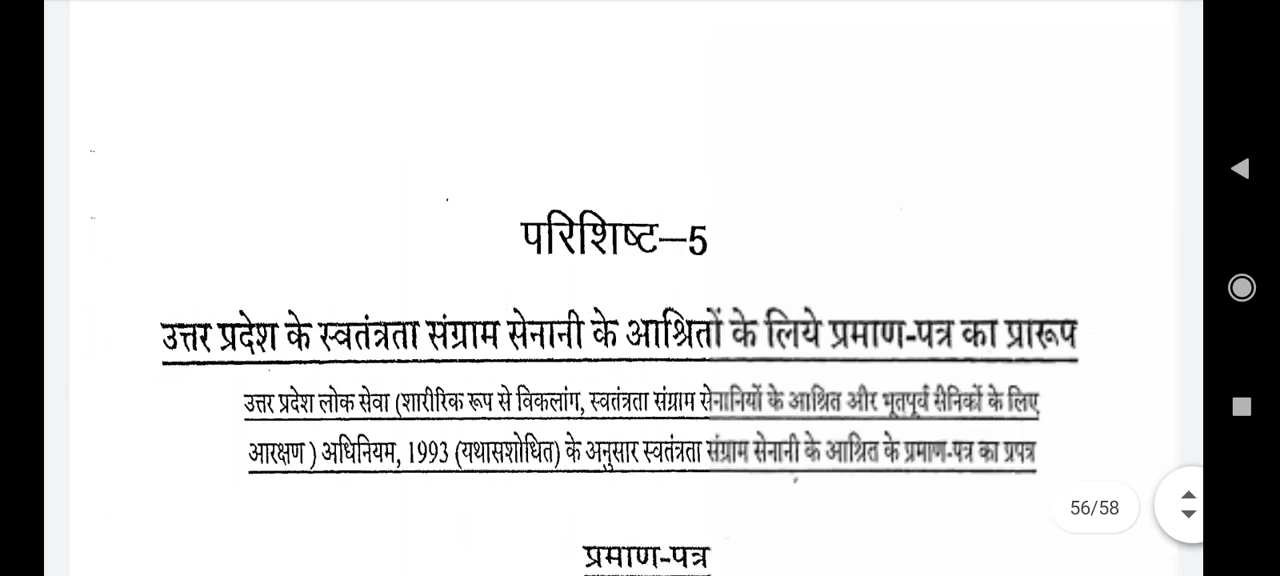 परिशिष्ट–5
उत्तर प्रदेश के स्वतंत्रता संग्राम सेनानी के आश्रितों के लिये प्रमाण-पत्र का प्रारूप
उत्तर प्रदेश लोक सेवा (शारीरिक रूप से विकलांग, स्वतंत्रता संग्राम सेनानियों के आश्रित और भूतपूर्व सैनिकों के लिए
आरक्षण ) अधिनियम, 1993 (यथासशोधित) के अनुसार स्वतंत्रता संग्राम सेनानी के आश्रित के प्रमाण-पत्र का प्रपत्र
56/58
प्रमाण-पत्र